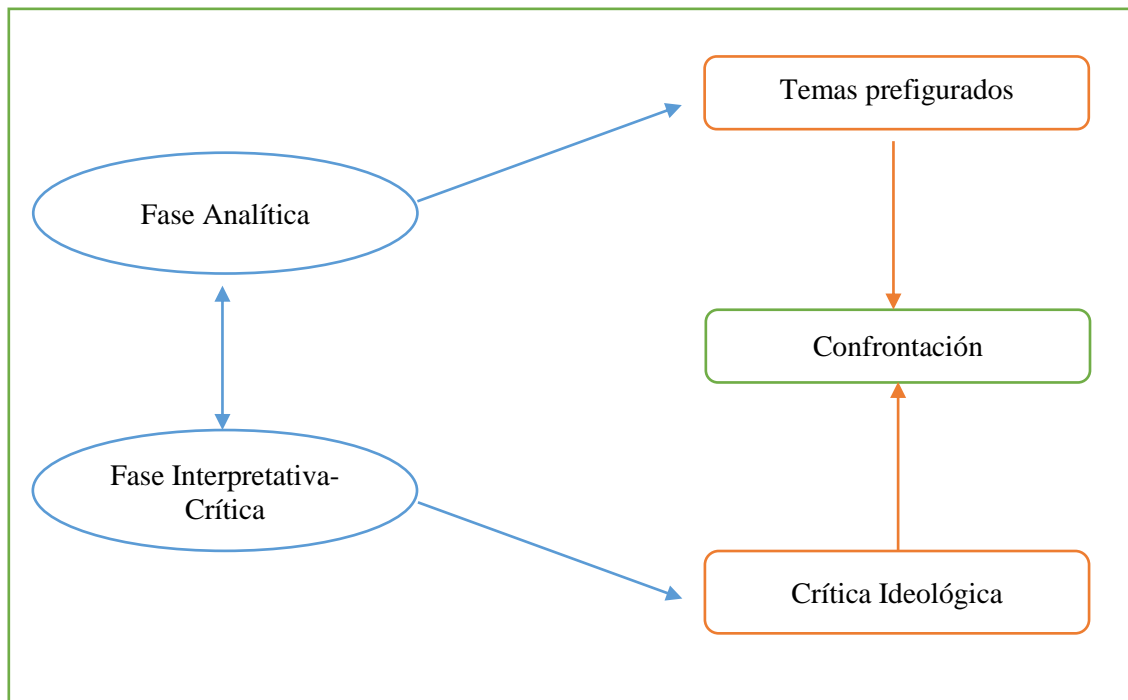 Temas prefigurados
Fase Analítica
Confrontación
Fase Interpretativa-
Crítica
Crítica Ideológica